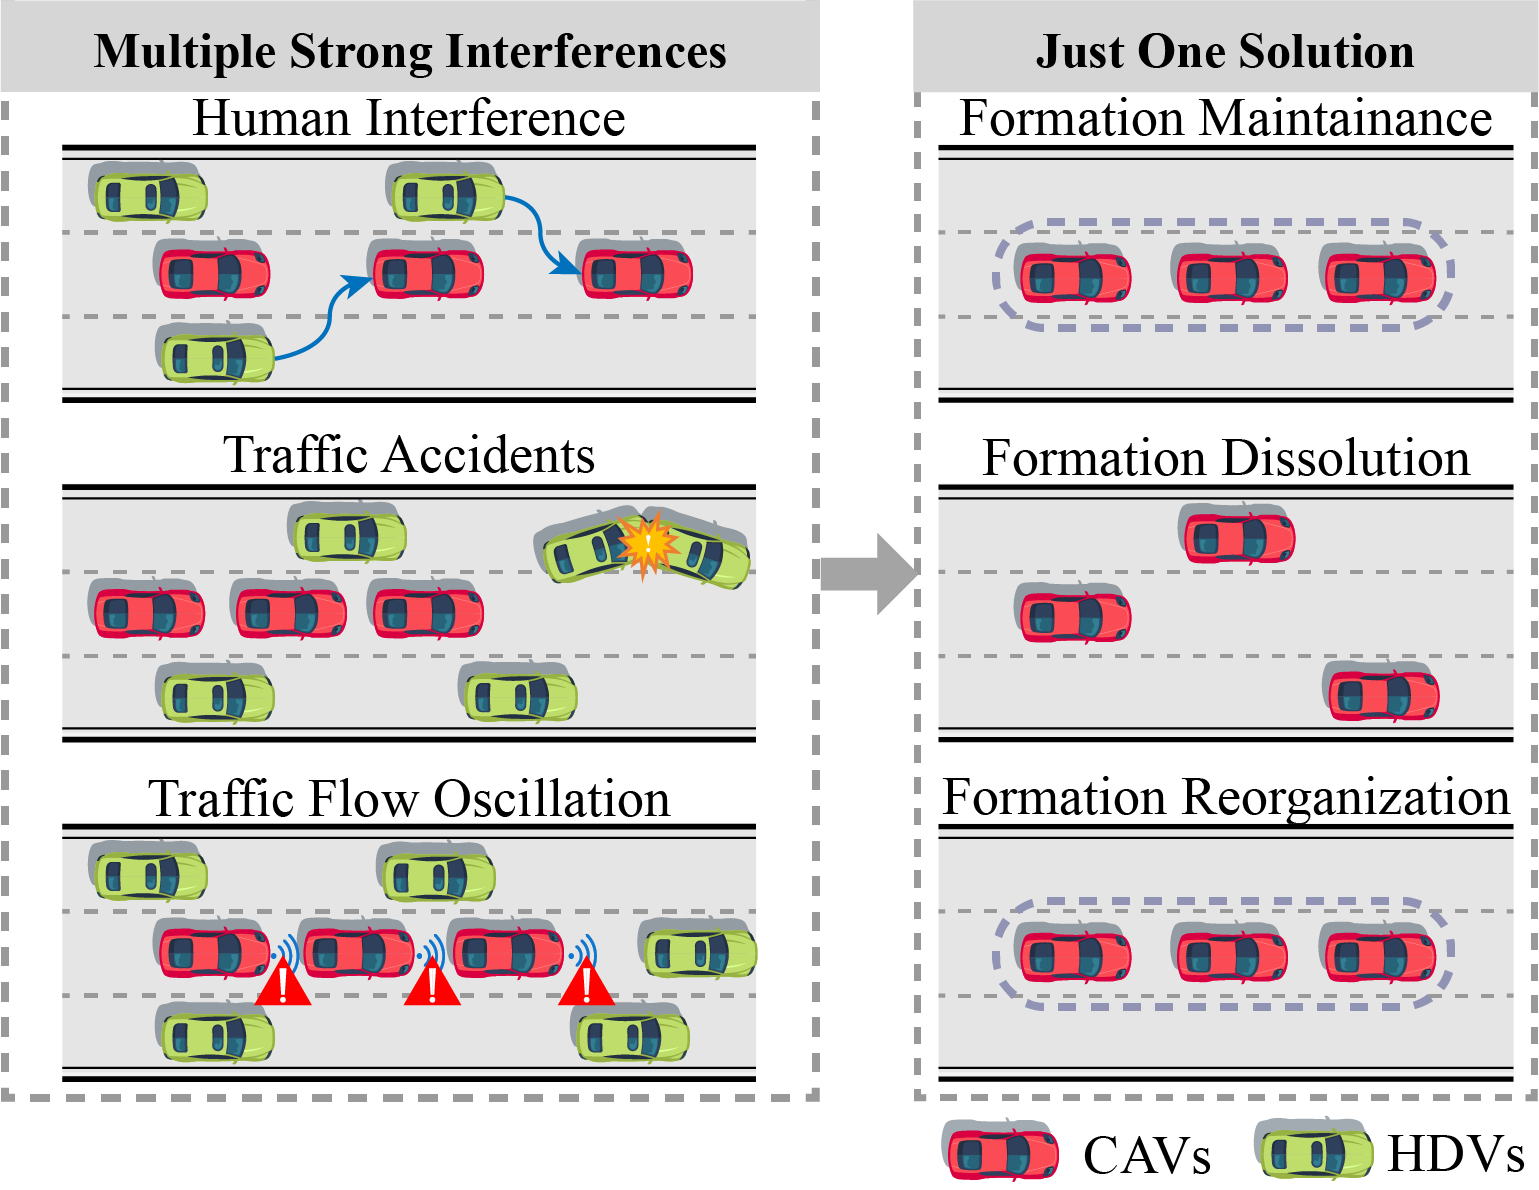 Multiple Strong Interferences
Human Interference
Traffic Accidents
Traffic Flow Oscillation
Just One Solution
Formation Maintainance
Formation Dissolution
Formation Reorganization
CAVs
HDVs